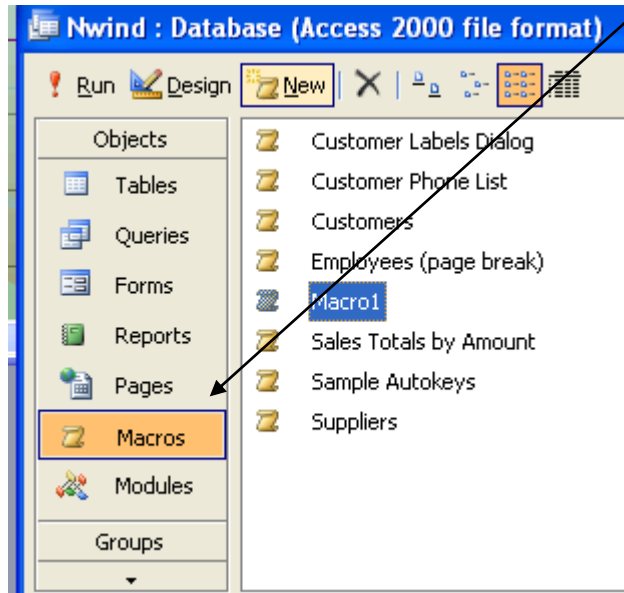 Nwind : Database (Access 2000 file format)
Run Design New
Objects
Tables
Queries
Forms
Reports
Pages
Macros
Modules
Groups
Customer Labels Dialog
Customer Phone List
Customers
Employees (page break)
Macro1
Sales Totals by Amount
Sample Autokeys
Suppliers